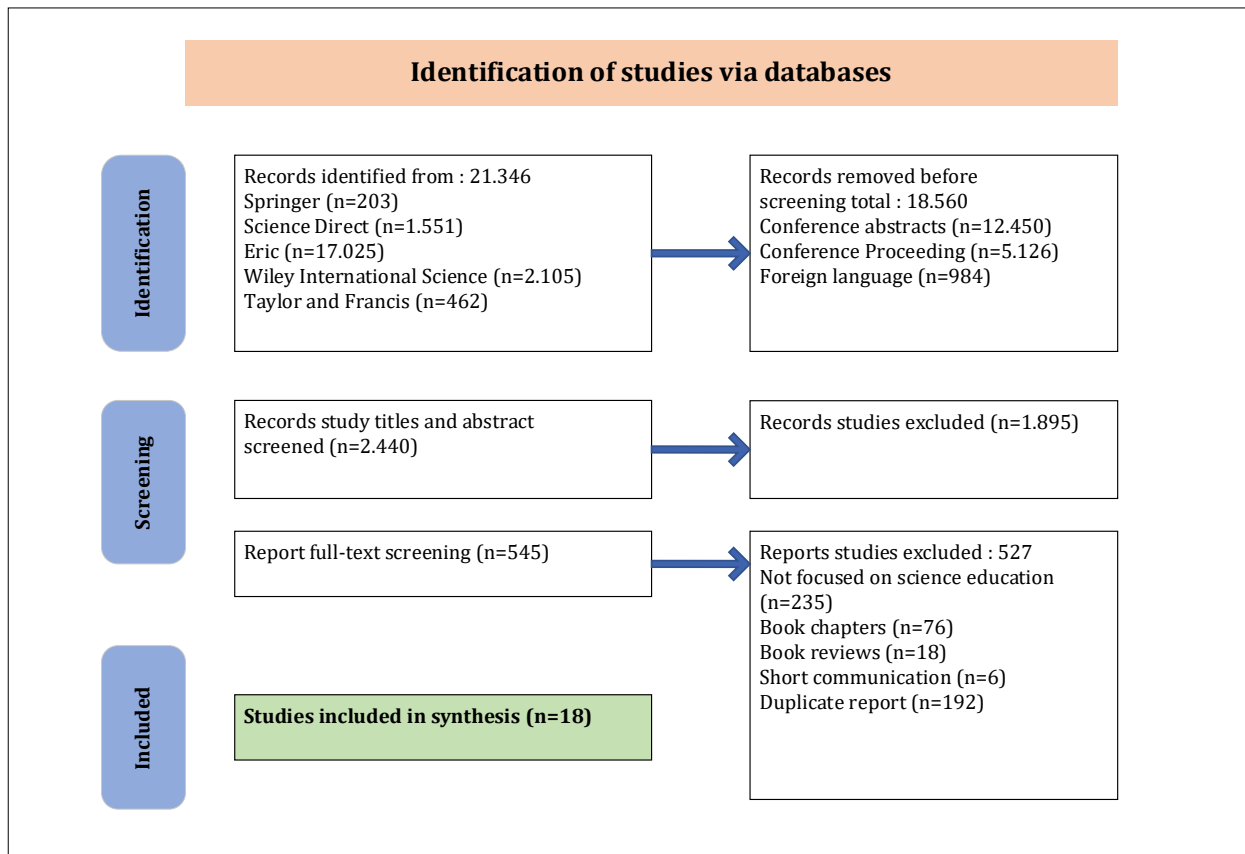 Identification of studies via databases
Identification
Records identified from : 21.346
Springer (n=203)
Science Direct (n=1.551)
Eric (n=17.025)
Wiley International Science (n=2.105)
Taylor and Francis (n=462)
Records removed before
screening total : 18.560
Conference abstracts (n=12.450)
Conference Proceeding (n=5.126)
Foreign language (n=984)
Screening
Records study titles and abstract
screened (n=2.440)
Records studies excluded (n=1.895)
Report full-text screening (n=545)
Reports studies excluded : 527
Not focused on science education
(n=235)
Book chapters (n=76)
Book reviews (n=18)
Short communication (n=6)
Duplicate report (n=192)
Included
Studies included in synthesis (n=18)